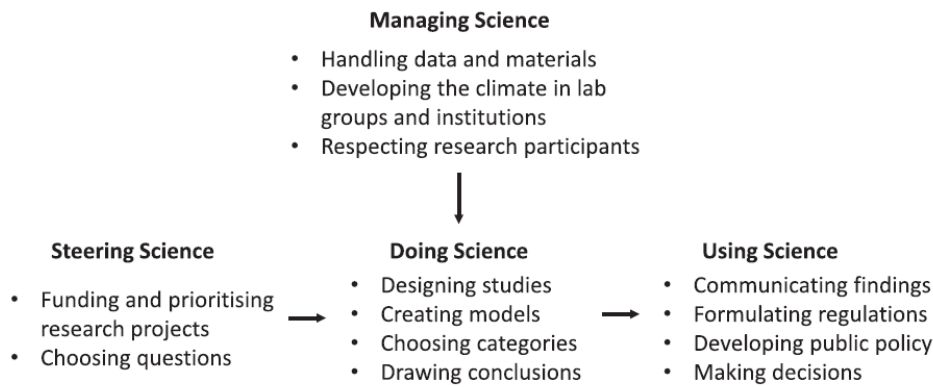 Managing Science
• Handling data and materials
• Developing the climate in lab
groups and institutions
• Respecting research participants
Steering Science
• Funding and prioritising
research projects
• Choosing questions
Doing Science
• Designing studies
• Creating models
• Choosing categories
• Drawing conclusions
Using Science
• Communicating findings
• Formulating regulations
• Developing public policy
• Making decisions